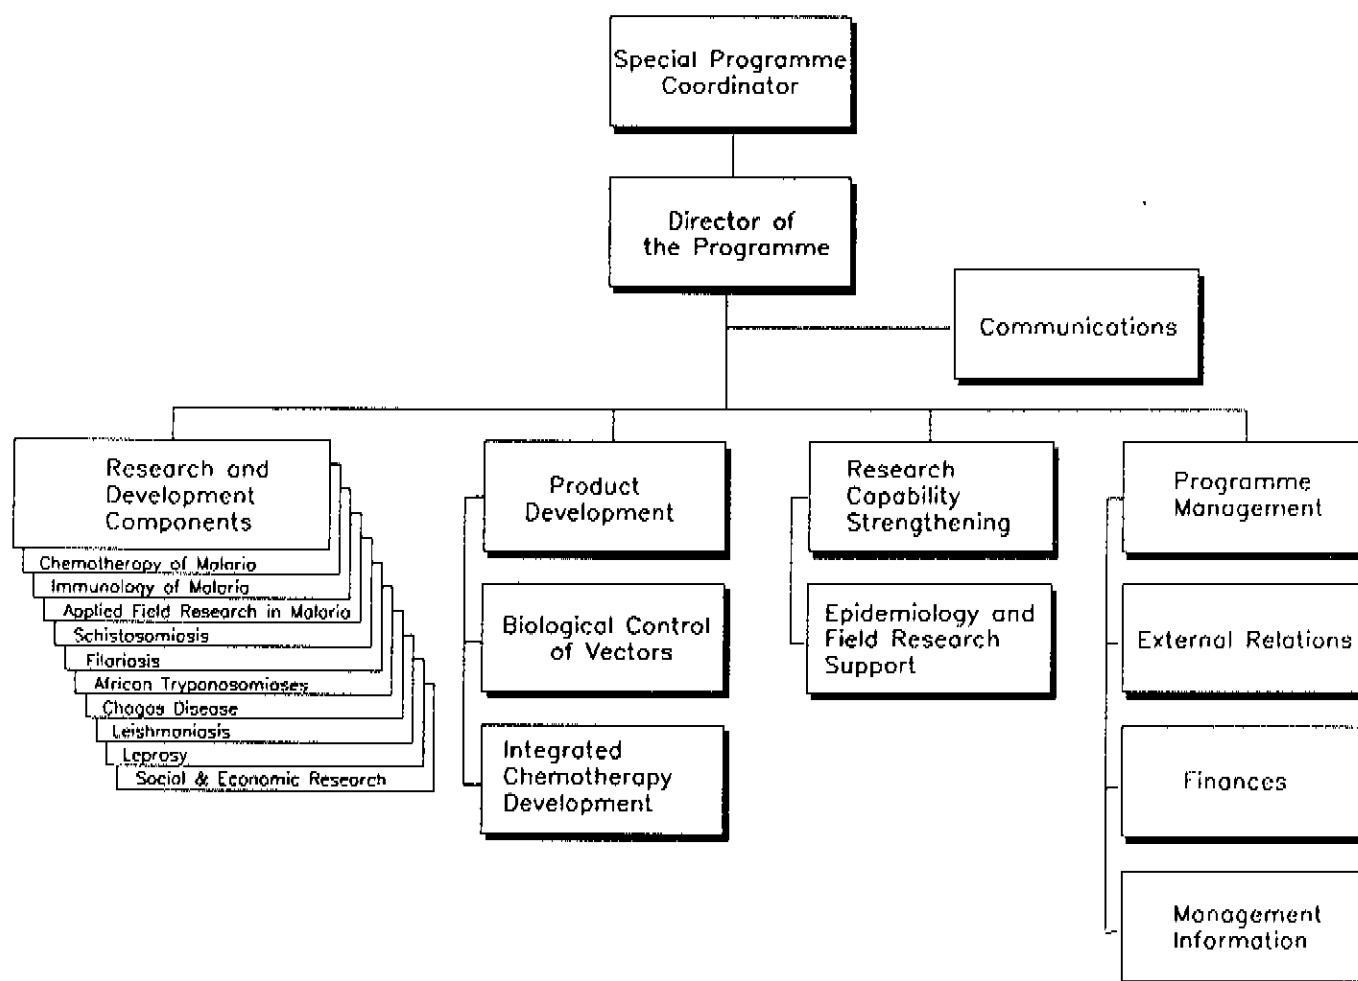 Special Programme
Coordinator
Director of
the Programme
Communications
Research and
Development
Components
Chemotherapy of Malaria
Immunology of Malaria
Applied Field Research in Malaria
Schistosomiasis
Filariasis
African Trypanosomiases
Chagas Disease
Leishmaniasis
Leprosy
Social & Economic Research
Product
Development
Biological Control
of Vectors
Integrated
Chemotherapy
Development
Research
Capability
Strengthening
Epidemiology and
Field Research
Support
Programme
Management
External Relations
Finances
Management
Information